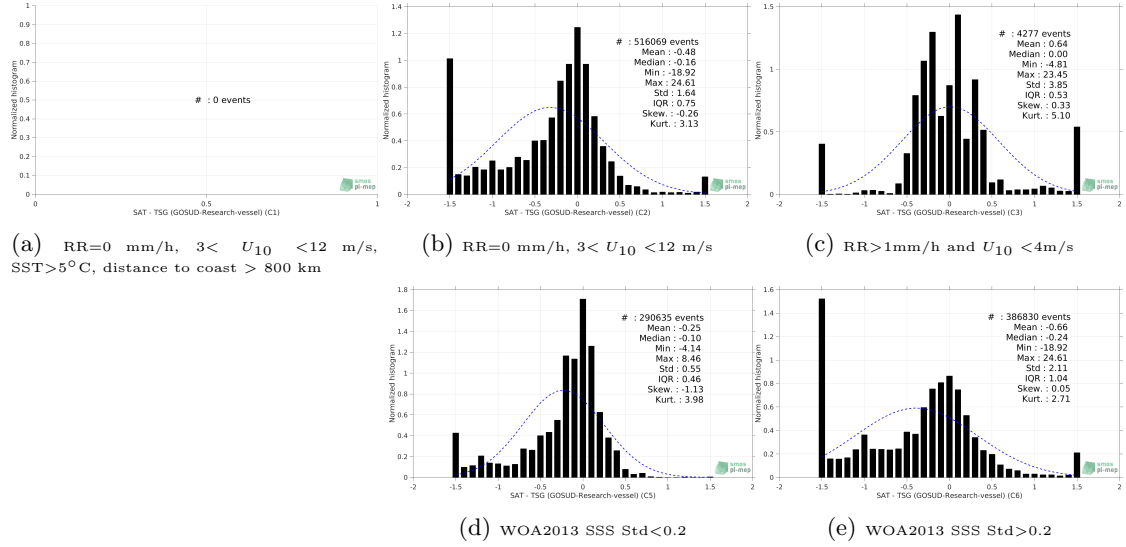 1
0.9
0.8
0.7
0.6
0.5
0.4
0.3
0.2
0.1
0
Normalized histogram
# : 0 events
smos
pi-mep
0 0.5 1
SAT - TSG (GOSUD-Research-vessel) (C1)
(a) RR=0 mm/h, 3< U10 <12 m/s,
SST>5°C, distance to coast > 800 km
1.4
1.2
1
0.8
0.6
0.4
0.2
0
Normalized histogram
# : 516069 events
Mean : -0.48
Median : -0.16
Min : -18.92
Max : 24.61
Std : 1.64
IQR : 0.75
Skew. : -0.26
Kurt. : 3.13
smos
pi-mep
-2 -1.5 -1 -0.5 0 0.5 1 1.5 2
SAT - TSG (GOSUD-Research-vessel) (C2)
(b) RR=0 mm/h, 3< U10 <12 m/s
1.5
1
0.5
0
Normalized histogram
# : 4277 events
Mean : 0.64
Median : 0.00
Min : -4.81
Max : 23.45
Std : 3.85
IQR : 0.53
Skew. : 0.33
Kurt. : 5.10
smos
pi-mep
-2 -1.5 -1 -0.5 0 0.5 1 1.5 2
SAT - TSG (GOSUD-Research-vessel) (C3)
(c) RR>1mm/h and U10 <4m/s
1.8
1.6
1.4
1.2
1
0.8
0.6
0.4
0.2
0
Normalized histogram
# : 290635 events
Mean : -0.25
Median : -0.10
Min : -4.14
Max : 8.46
Std : 0.55
IQR : 0.46
Skew. : -1.13
Kurt. : 3.98
smos
pi-mep
-2 -1.5 -1 -0.5 0 0.5 1 1.5 2
SAT - TSG (GOSUD-Research-vessel) (C5)
(d) WOA2013 SSS Std<0.2
1.6
1.4
1.2
1
0.8
0.6
0.4
0.2
0
Normalized histogram
# : 386830 events
Mean : -0.66
Median : -0.24
Min : -18.92
Max : 24.61
Std : 2.11
IQR : 1.04
Skew. : 0.05
Kurt. : 2.71
smos
pi-mep
-2 -1.5 -1 -0.5 0 0.5 1 1.5 2
SAT - TSG (GOSUD-Research-vessel) (C6)
(e) WOA2013 SSS Std>0.2